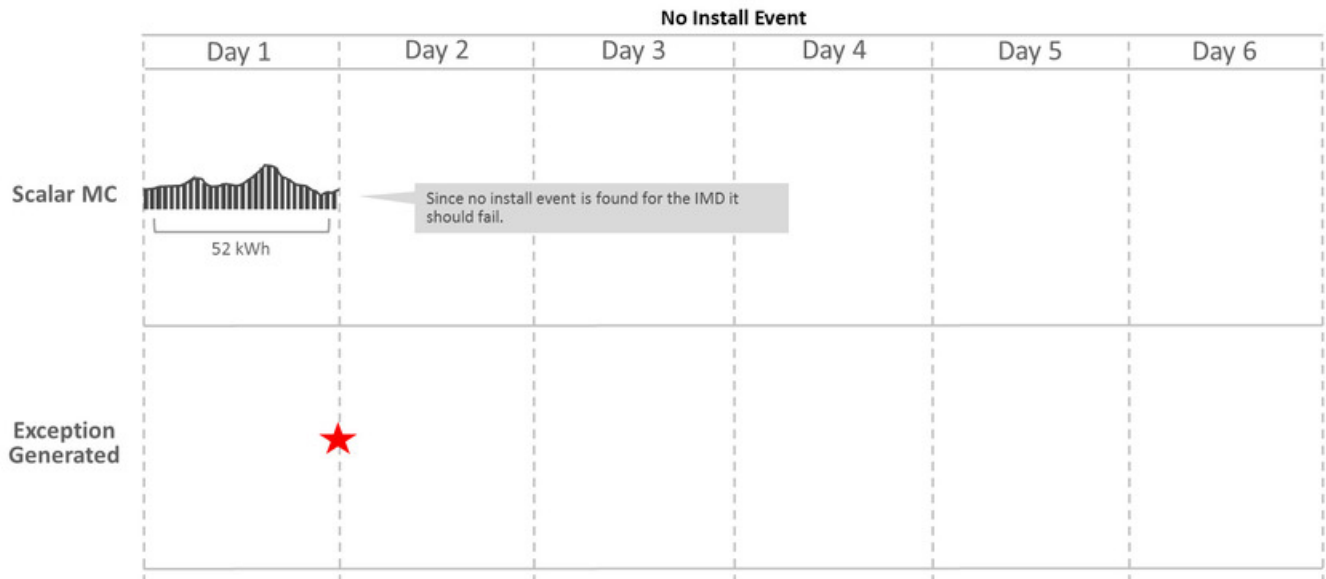 No Install Event
Day 1 Day 2 Day 3 Day 4 Day 5 Day 6
Scalar MC
Since no install event is found for the IMD it
should fail.
52 kWh
Exception
Generated